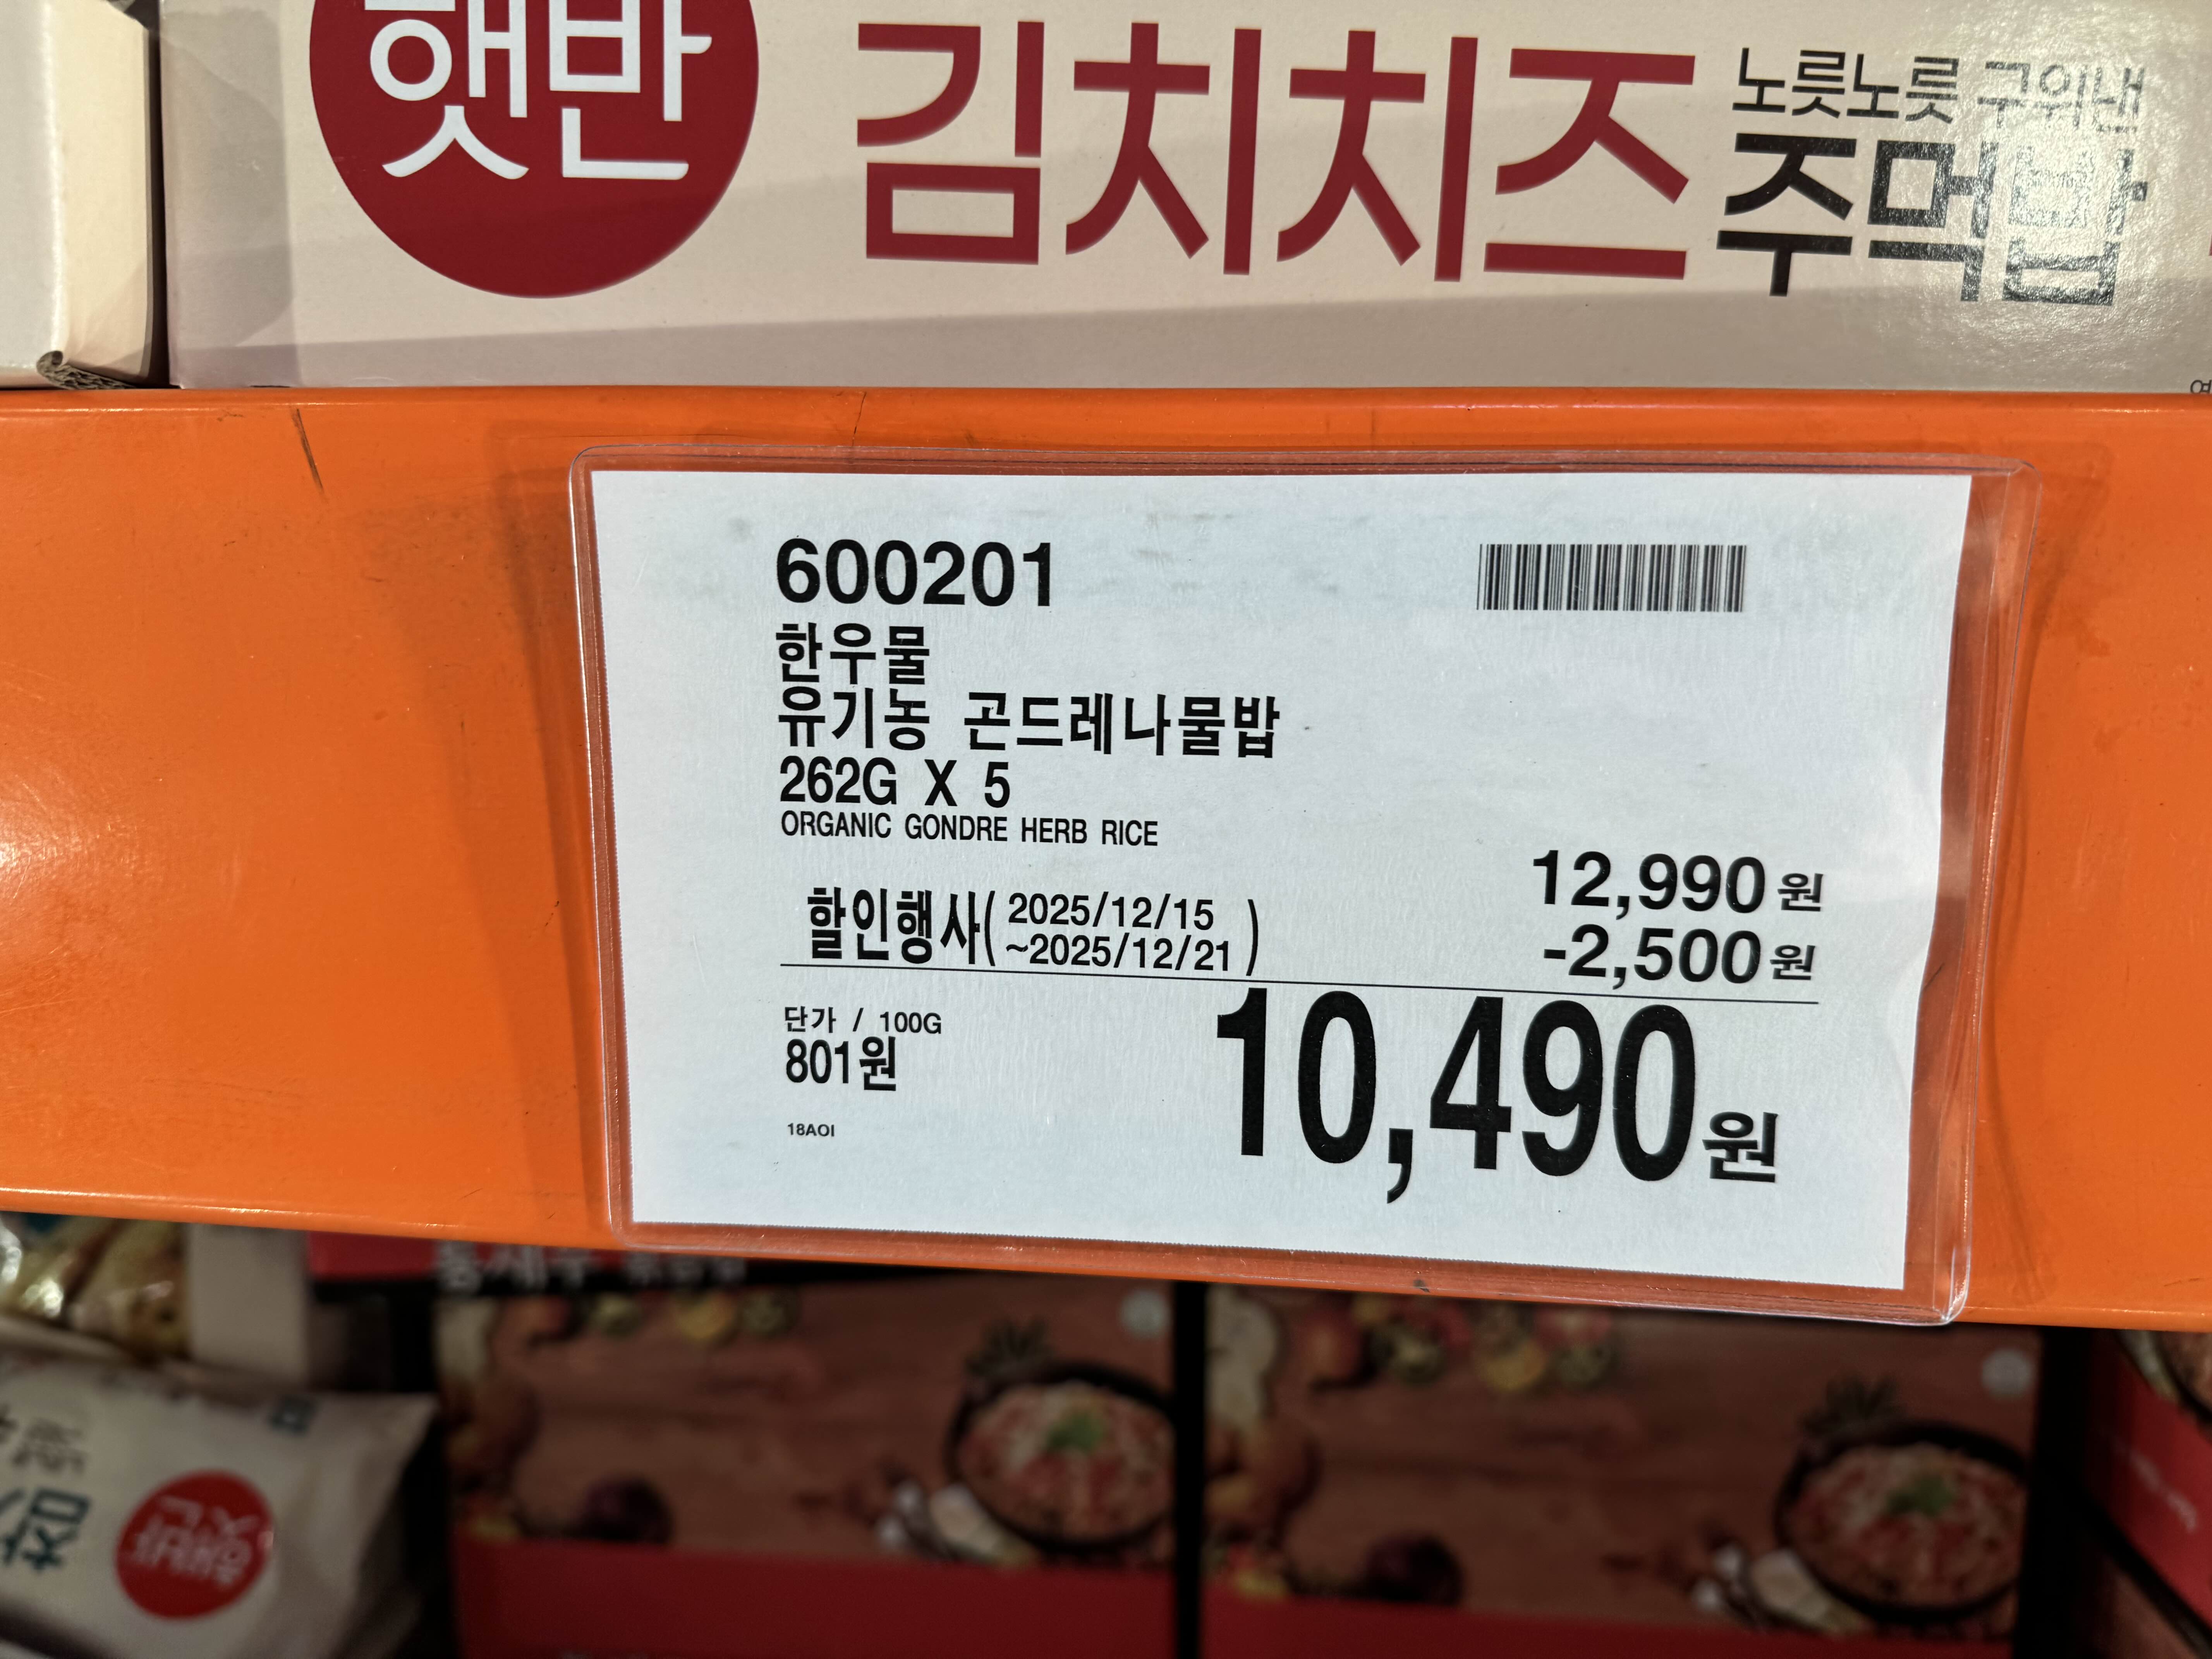 햇반
김치치즈
노릇노릇 구워낸
주먹밥
600201
한우물
유기농 곤드레나물밥
262G X 5
ORGANIC GONDRE HERB RICE
12,990원
할인행사( 2025/12/15
~2025/12/21 )
-2,500원
단가 / 100G
801원
10,490원
18AOI
햇반